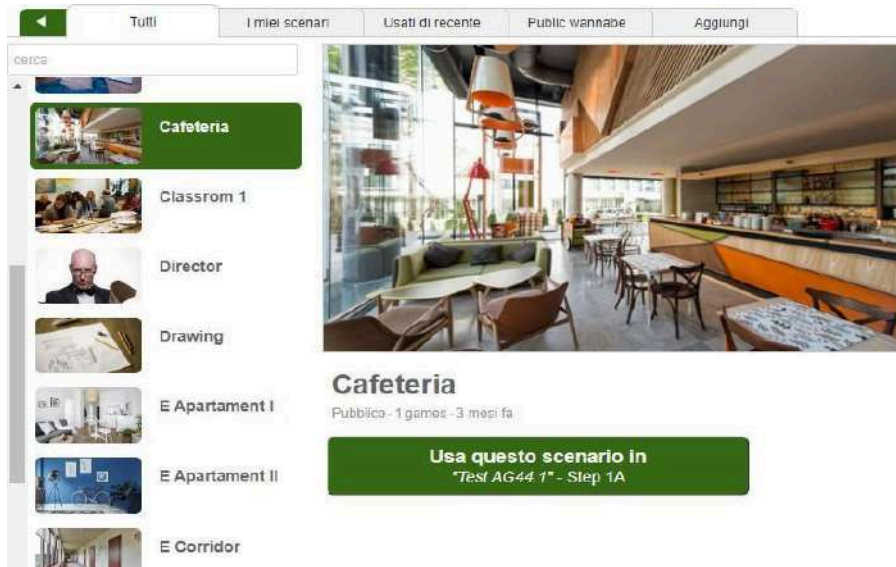 Tutti
I miei scenari
Usati di recente
Public wannabe
Aggiungi
cerca
Cafeteria
Classrom 1
Director
Drawing
E Apartament I
E Apartament II
E Corridor
Cafeteria
Pubblico - 1 games - 3 mesi fa
Usa questo scenario in
"Test AG44 1" - Step 1A